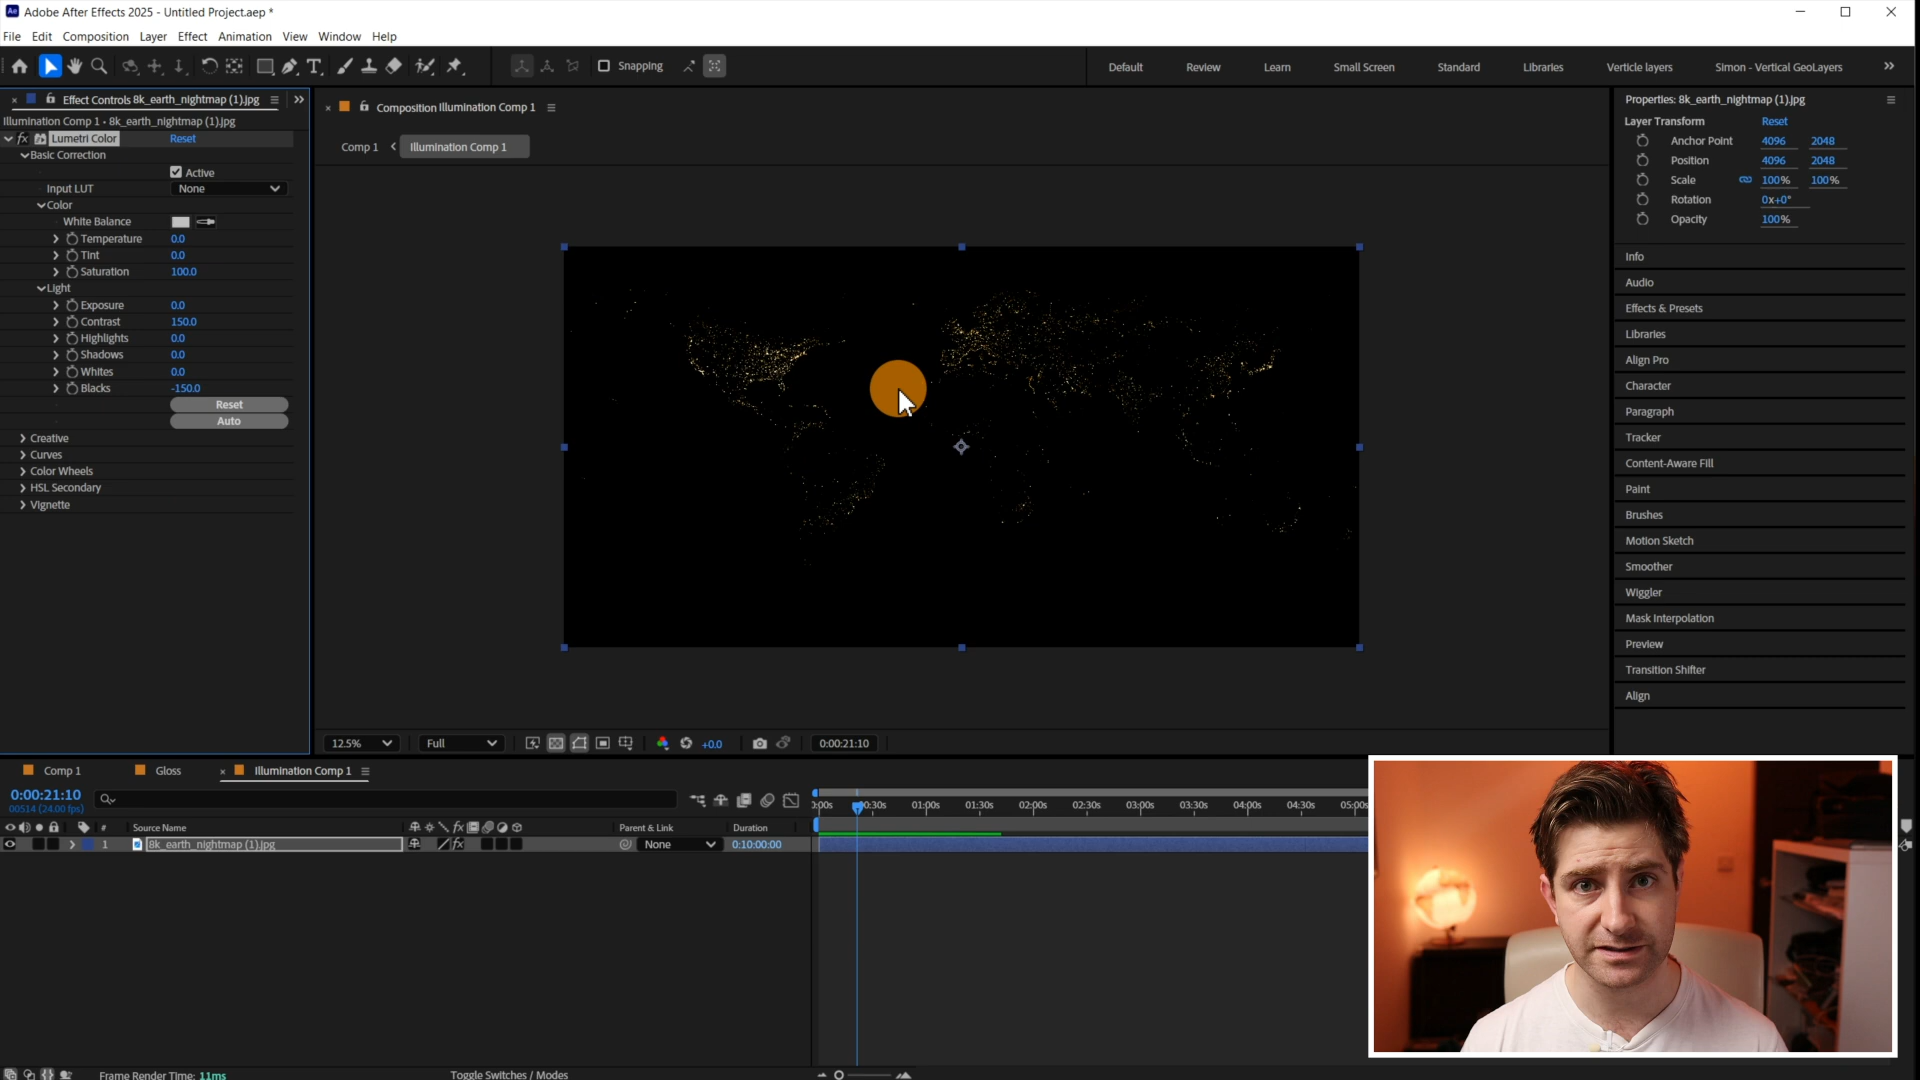 Adobe After Effects 2025 - Untitled Project.aep *
File Edit Composition Layer Effect Animation View Window Help
Snapping
Default Review Learn Small Screen Standard Libraries Verticle layers Simon - Vertical GeoLayers
Effect Controls 8k_earth_nightmap (1).jpg
Illumination Comp 1 • 8k_earth_nightmap (1).jpg
fx Lumetri Color Reset
Basic Correction
Active
Input LUT None
Color
White Balance
Temperature 0.0
Tint 0.0
Saturation 100.0
Light
Exposure 0.0
Contrast 150.0
Highlights 0.0
Shadows 0.0
Whites 0.0
Blacks -150.0
Reset
Auto
Creative
Curves
Color Wheels
HSL Secondary
Vignette
Composition Illumination Comp 1
Comp 1 Illumination Comp 1
12.5% Full +0.0 0:00:21:10
Properties: 8k_earth_nightmap (1).jpg
Layer Transform Reset
Anchor Point 4096 2048
Position 4096 2048
Scale 100% 100%
Rotation 0x+0°
Opacity 100%
Info
Audio
Effects & Presets
Libraries
Align Pro
Character
Paragraph
Tracker
Content-Aware Fill
Paint
Brushes
Motion Sketch
Smoother
Wiggler
Mask Interpolation
Preview
Transition Shifter
Align
Comp 1 Gloss Illumination Comp 1
0:00:21:10
00514 (24.00 fps)
:00s 00:30s 01:00s 01:30s 02:00s 02:30s 03:00s 03:30s 04:00s 04:30s 05:00s
# Source Name Parent & Link Duration
1 8k_earth_nightmap (1).jpg None 0:10:00:00
Frame Render Time: 11ms Toggle Switches / Modes